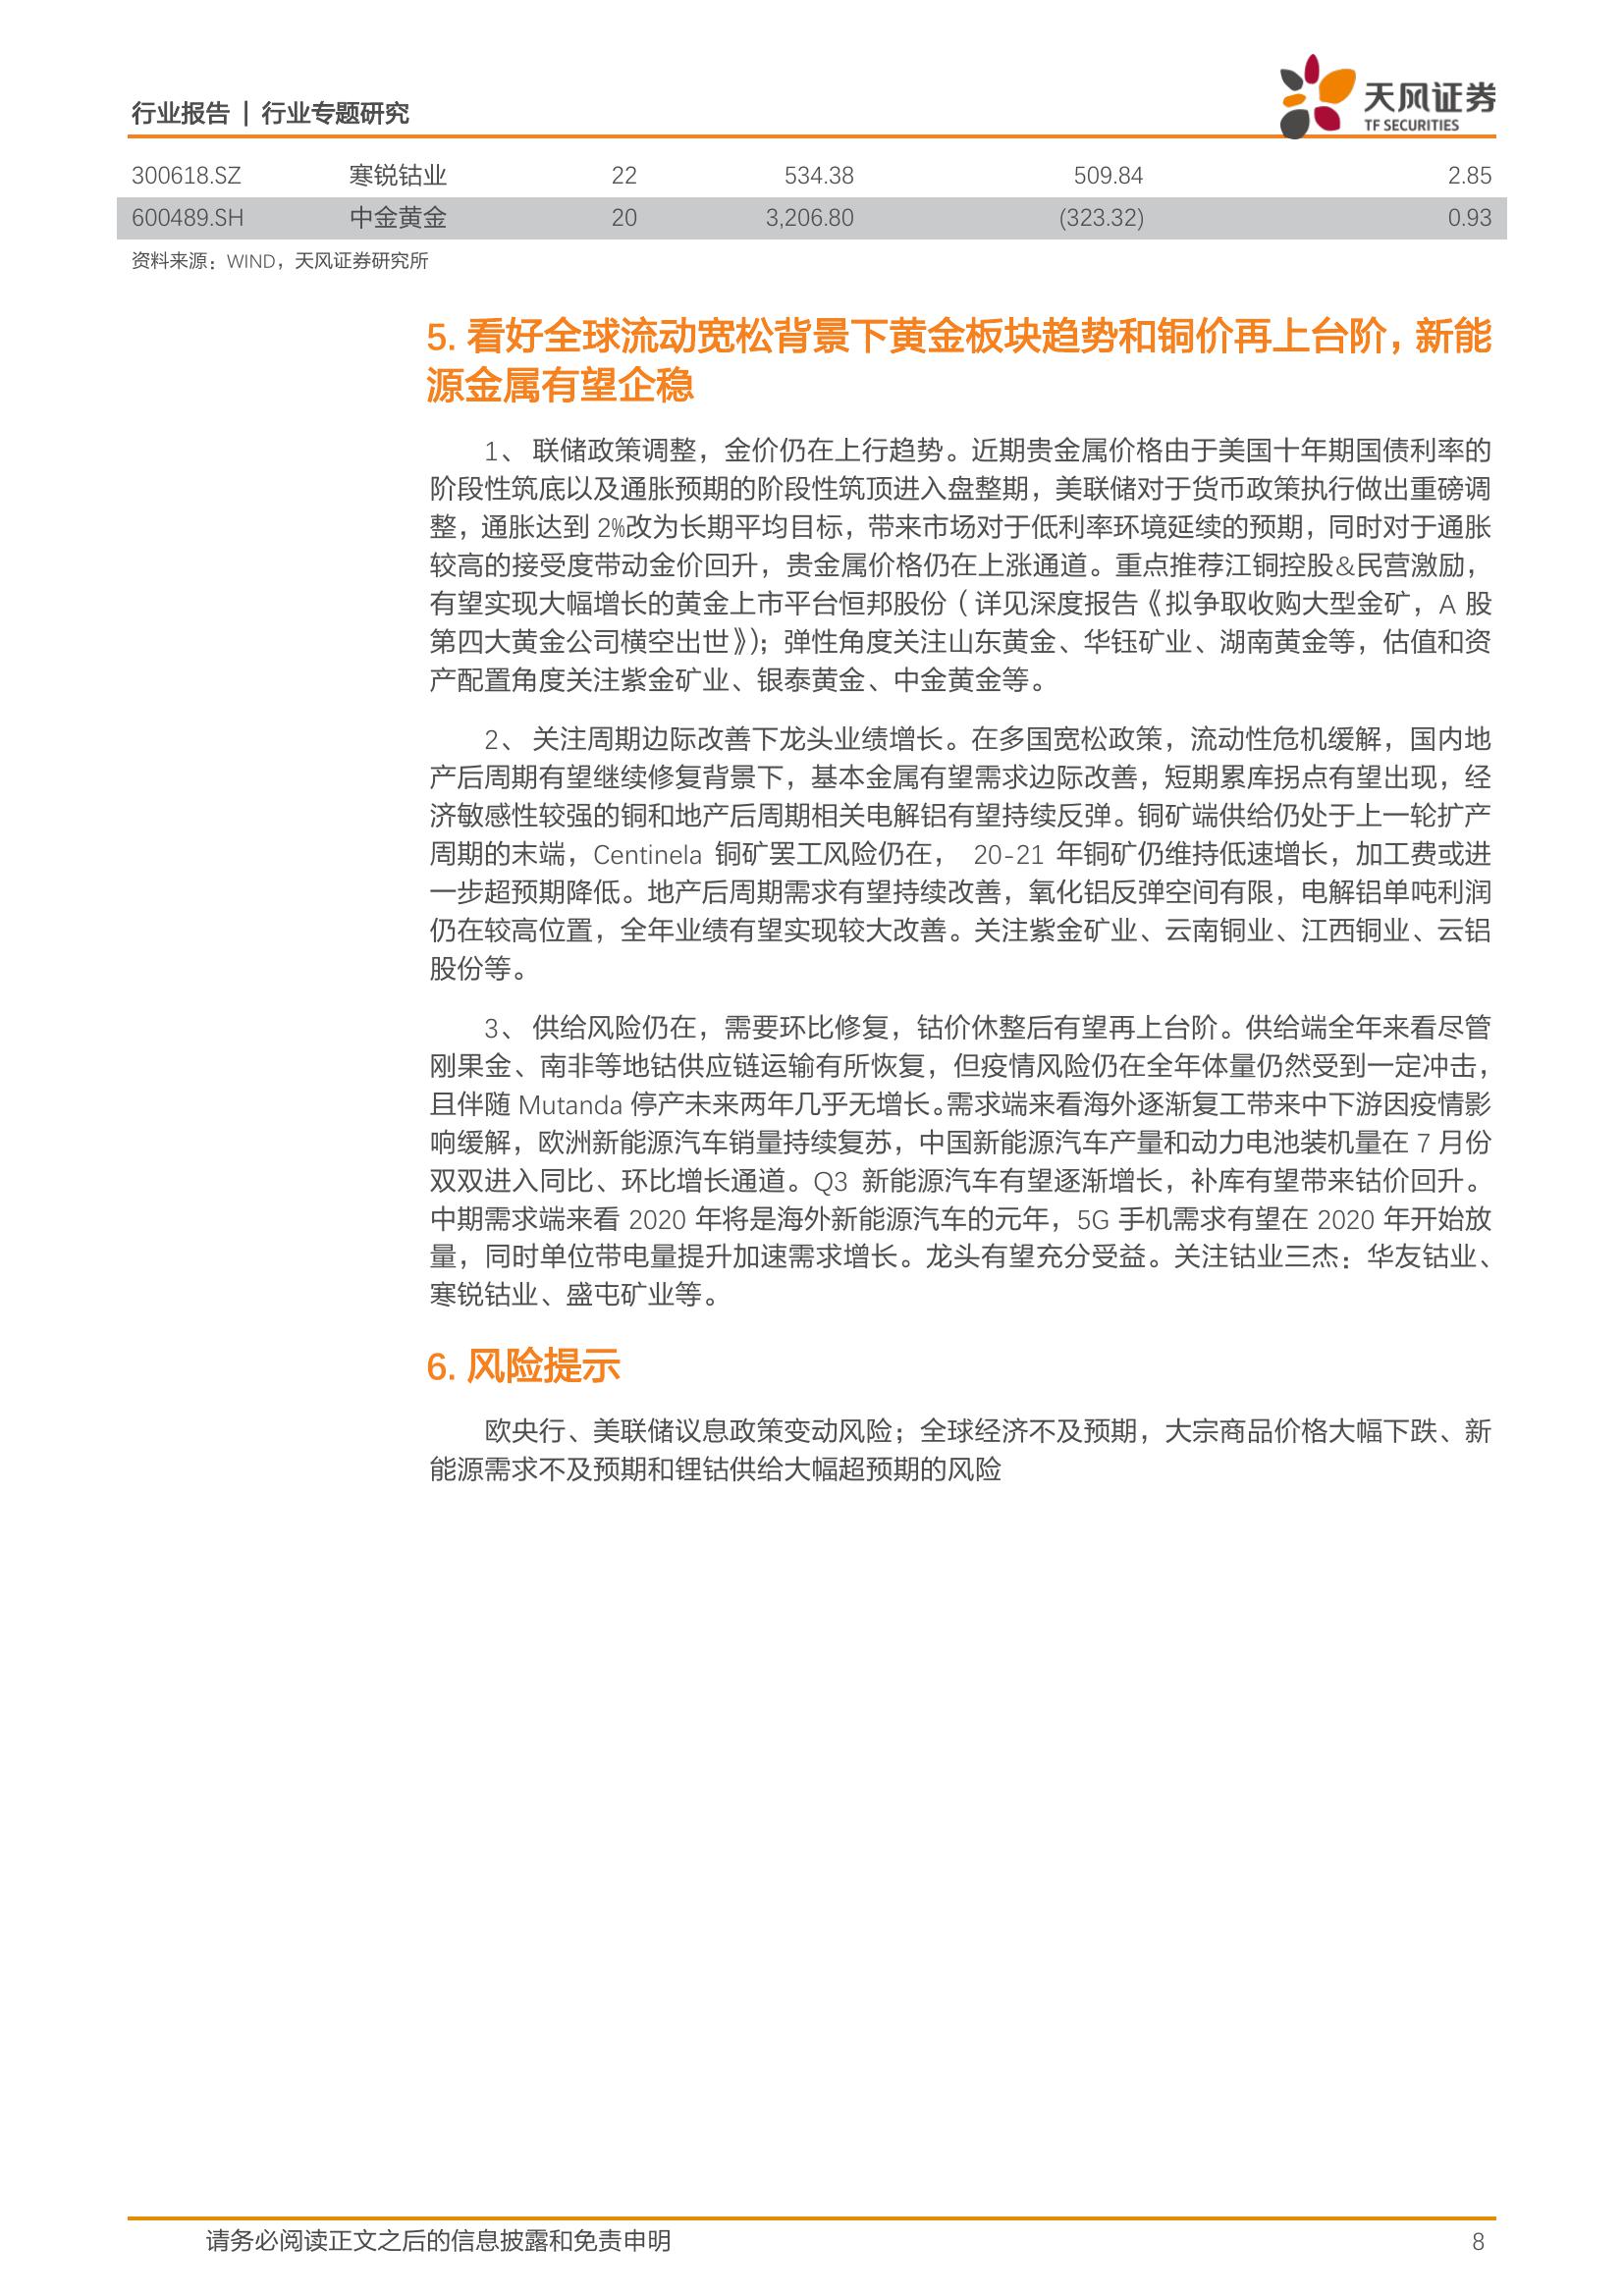 行业报告 | 行业专题研究
天风证券
TF SECURITIES
300618.SZ 寒锐钴业 22 534.38 509.84 2.85
600489.SH 中金黄金 20 3,206.80 (323.32) 0.93
资料来源：WIND，天风证券研究所
5. 看好全球流动宽松背景下黄金板块趋势和铜价再上台阶，新能
源金属有望企稳
1、 联储政策调整，金价仍在上行趋势。近期贵金属价格由于美国十年期国债利率的
阶段性筑底以及通胀预期的阶段性筑顶进入盘整期，美联储对于货币政策执行做出重磅调
整，通胀达到 2%改为长期平均目标，带来市场对于低利率环境延续的预期，同时对于通胀
较高的接受度带动金价回升，贵金属价格仍在上涨通道。重点推荐江铜控股&民营激励，
有望实现大幅增长的黄金上市平台恒邦股份（详见深度报告《拟争取收购大型金矿，A 股
第四大黄金公司横空出世》）；弹性角度关注山东黄金、华钰矿业、湖南黄金等，估值和资
产配置角度关注紫金矿业、银泰黄金、中金黄金等。
2、 关注周期边际改善下龙头业绩增长。在多国宽松政策，流动性危机缓解，国内地
产后周期有望继续修复背景下，基本金属有望需求边际改善，短期累库拐点有望出现，经
济敏感性较强的铜和地产后周期相关电解铝有望持续反弹。铜矿端供给仍处于上一轮扩产
周期的末端，Centinela 铜矿罢工风险仍在， 20-21 年铜矿仍维持低速增长，加工费或进
一步超预期降低。地产后周期需求有望持续改善，氧化铝反弹空间有限，电解铝单吨利润
仍在较高位置，全年业绩有望实现较大改善。关注紫金矿业、云南铜业、江西铜业、云铝
股份等。
3、 供给风险仍在，需要环比修复，钴价休整后有望再上台阶。供给端全年来看尽管
刚果金、南非等地钴供应链运输有所恢复，但疫情风险仍在全年体量仍然受到一定冲击，
且伴随 Mutanda 停产未来两年几乎无增长。需求端来看海外逐渐复工带来中下游因疫情影
响缓解，欧洲新能源汽车销量持续复苏，中国新能源汽车产量和动力电池装机量在 7 月份
双双进入同比、环比增长通道。Q3 新能源汽车有望逐渐增长，补库有望带来钴价回升。
中期需求端来看 2020 年将是海外新能源汽车的元年，5G 手机需求有望在 2020 年开始放
量，同时单位带电量提升加速需求增长。龙头有望充分受益。关注钴业三杰：华友钴业、
寒锐钴业、盛屯矿业等。
6. 风险提示
欧央行、美联储议息政策变动风险；全球经济不及预期，大宗商品价格大幅下跌、新
能源需求不及预期和锂钴供给大幅超预期的风险
请务必阅读正文之后的信息披露和免责申明 8